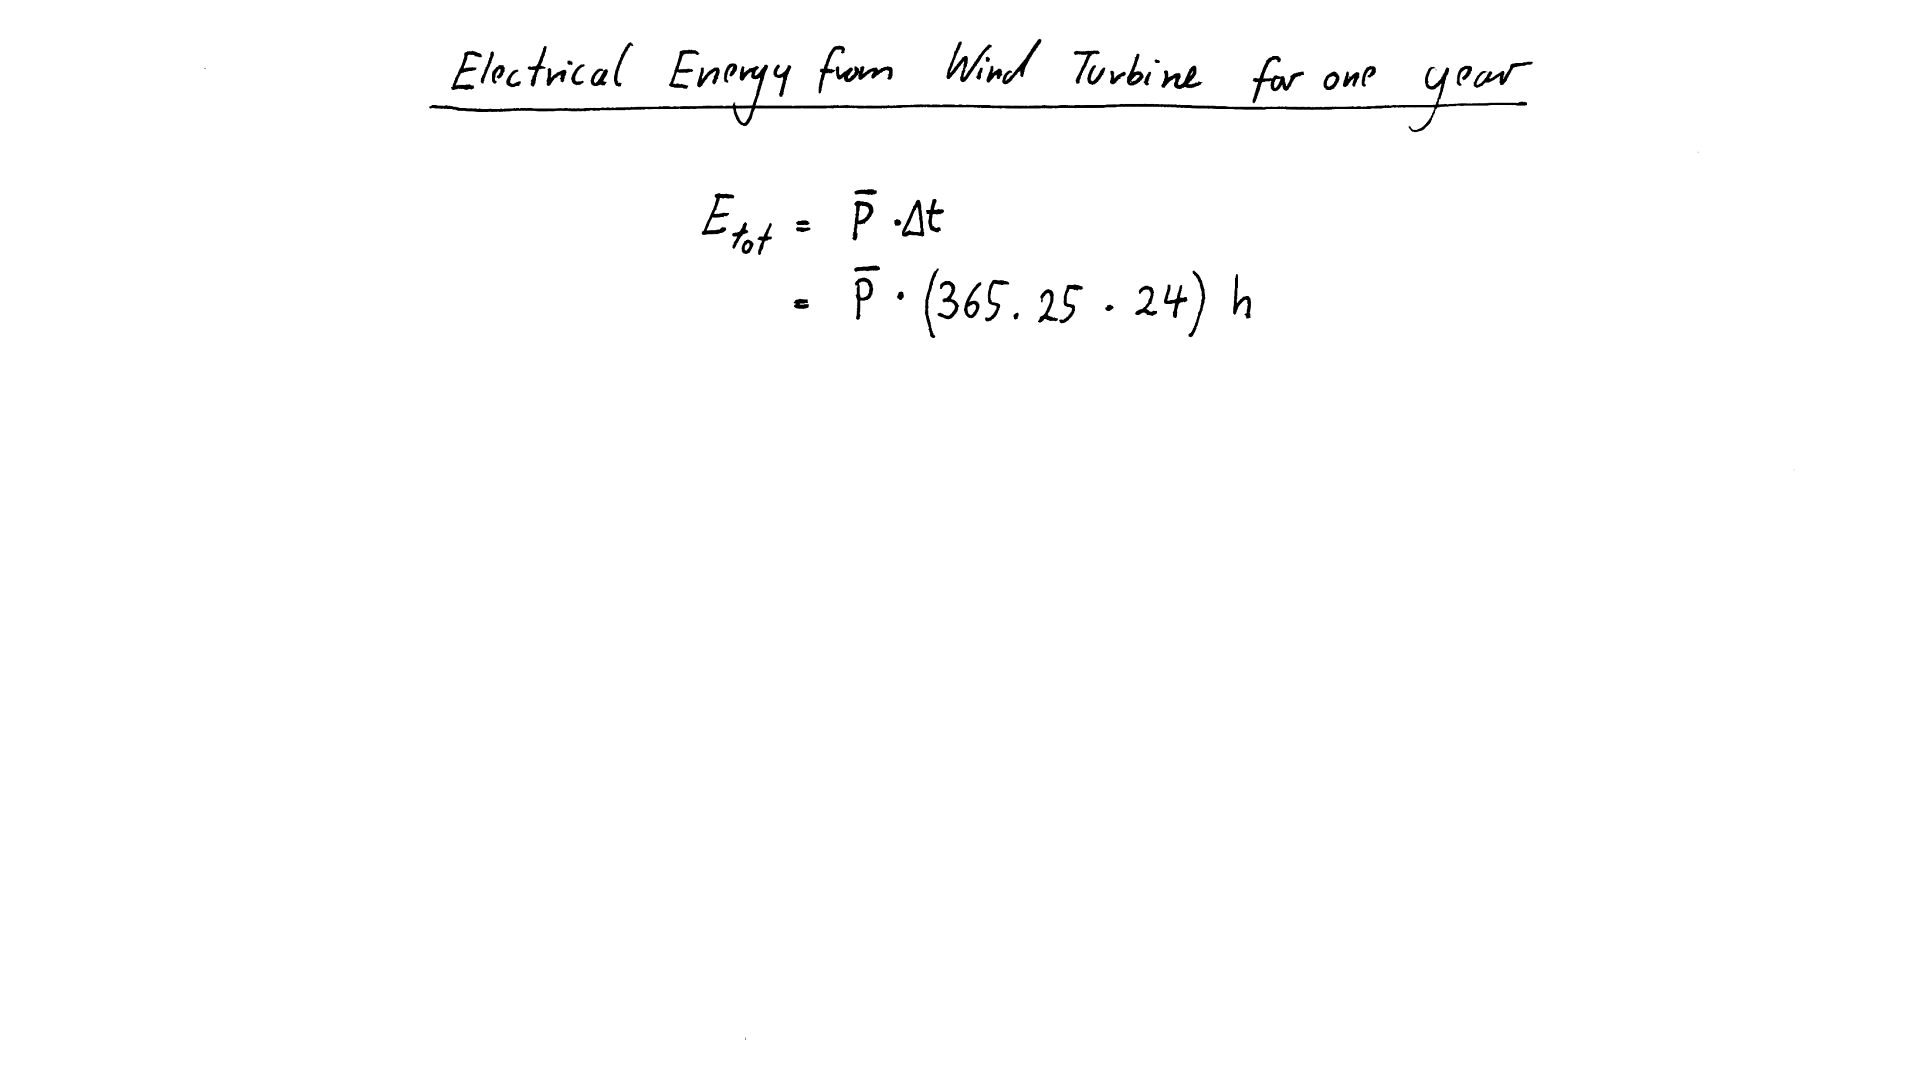 Electrical Energy from Wind Turbine for one year
E_tot = P̄ · Δt
= P̄ · (365.25 · 24) h